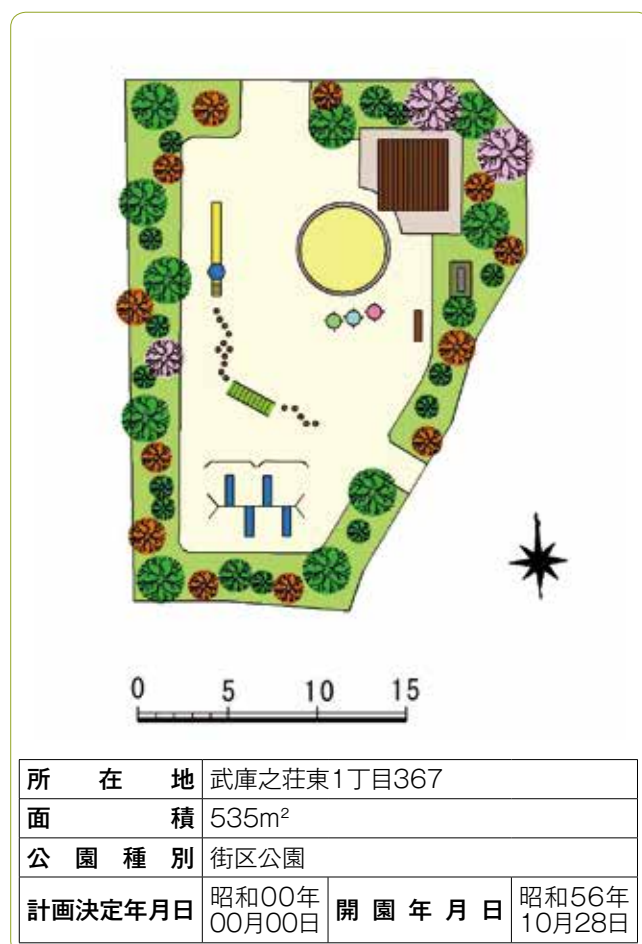 0 5 10 15
所在地 武庫之荘東1丁目367
面積 535m²
公園種別 街区公園
計画決定年月日 昭和00年00月00日 開園年月日 昭和56年10月28日